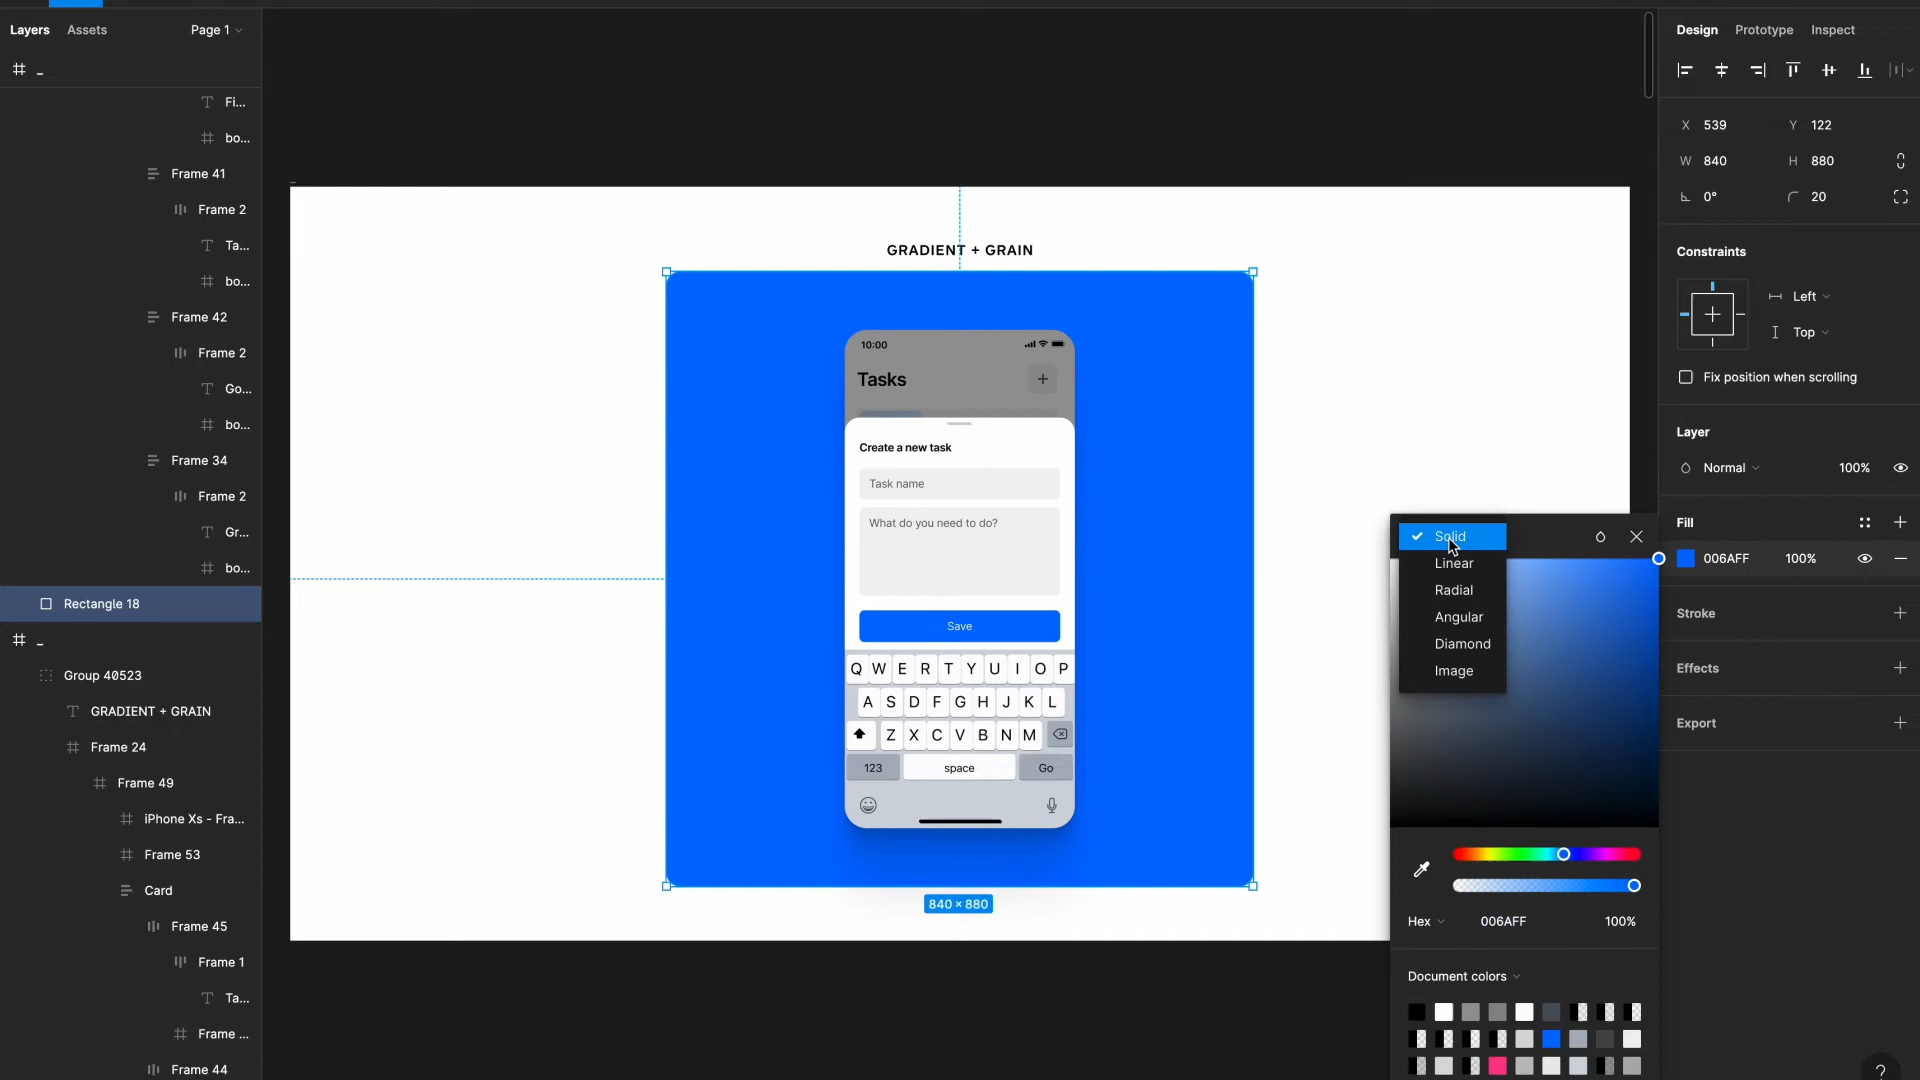 Layers Assets Page 1
_
Fi...
bo...
Frame 41
Frame 2
Ta...
bo...
Frame 42
Frame 2
Go...
bo...
Frame 34
Frame 2
Gr...
bo...
Rectangle 18
_
Group 40523
GRADIENT + GRAIN
Frame 24
Frame 49
iPhone Xs - Fra...
Frame 53
Card
Frame 45
Frame 1
Ta...
Frame ...
Frame 44
GRADIENT + GRAIN
10:00
Tasks
Create a new task
Task name
What do you need to do?
Save
Q W E R T Y U I O P
A S D F G H J K L
Z X C V B N M
123 space Go
840 × 880
Solid
Linear
Radial
Angular
Diamond
Image
Hex 006AFF 100%
Document colors
Design Prototype Inspect
X 539 Y 122
W 840 H 880
0° 20
Constraints
Left
Top
Fix position when scrolling
Layer
Normal 100%
Fill
006AFF 100%
Stroke
Effects
Export
?